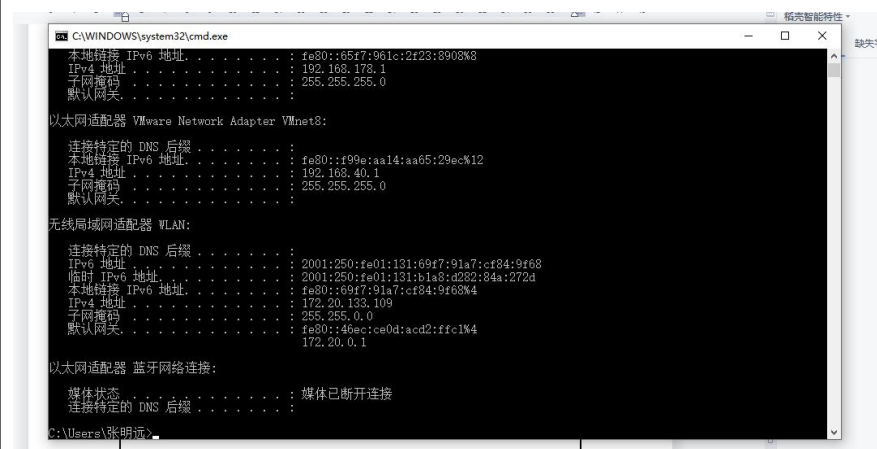 稻壳智能特性
C:\WINDOWS\system32\cmd.exe
缺失字
本地链接 IPv6 地址. . . . . . . . : fe80::65f7:961c:2f23:8908%8
IPv4 地址 . . . . . . . . . . . . : 192.168.178.1
子网掩码 . . . . . . . . . . . . : 255.255.255.0
默认网关. . . . . . . . . . . . . :
以太网适配器 VMware Network Adapter VMnet8:
连接特定的 DNS 后缀 . . . . . . . :
本地链接 IPv6 地址. . . . . . . . : fe80::f99e:aa14:aa65:29ec%12
IPv4 地址 . . . . . . . . . . . . : 192.168.40.1
子网掩码 . . . . . . . . . . . . : 255.255.255.0
默认网关. . . . . . . . . . . . . :
无线局域网适配器 WLAN:
连接特定的 DNS 后缀 . . . . . . . :
IPv6 地址 . . . . . . . . . . . . : 2001:250:fe01:131:69f7:91a7:cf84:9f68
临时 IPv6 地址. . . . . . . . . . : 2001:250:fe01:131:b1a8:d282:84a:272d
本地链接 IPv6 地址. . . . . . . . : fe80::69f7:91a7:cf84:9f68%4
IPv4 地址 . . . . . . . . . . . . : 172.20.133.109
子网掩码 . . . . . . . . . . . . : 255.255.0.0
默认网关. . . . . . . . . . . . . : fe80::46ec:ce0d:acd2:ffc1%4
172.20.0.1
以太网适配器 蓝牙网络连接:
媒体状态 . . . . . . . . . . . . : 媒体已断开连接
连接特定的 DNS 后缀 . . . . . . . :
C:\Users\张明远>